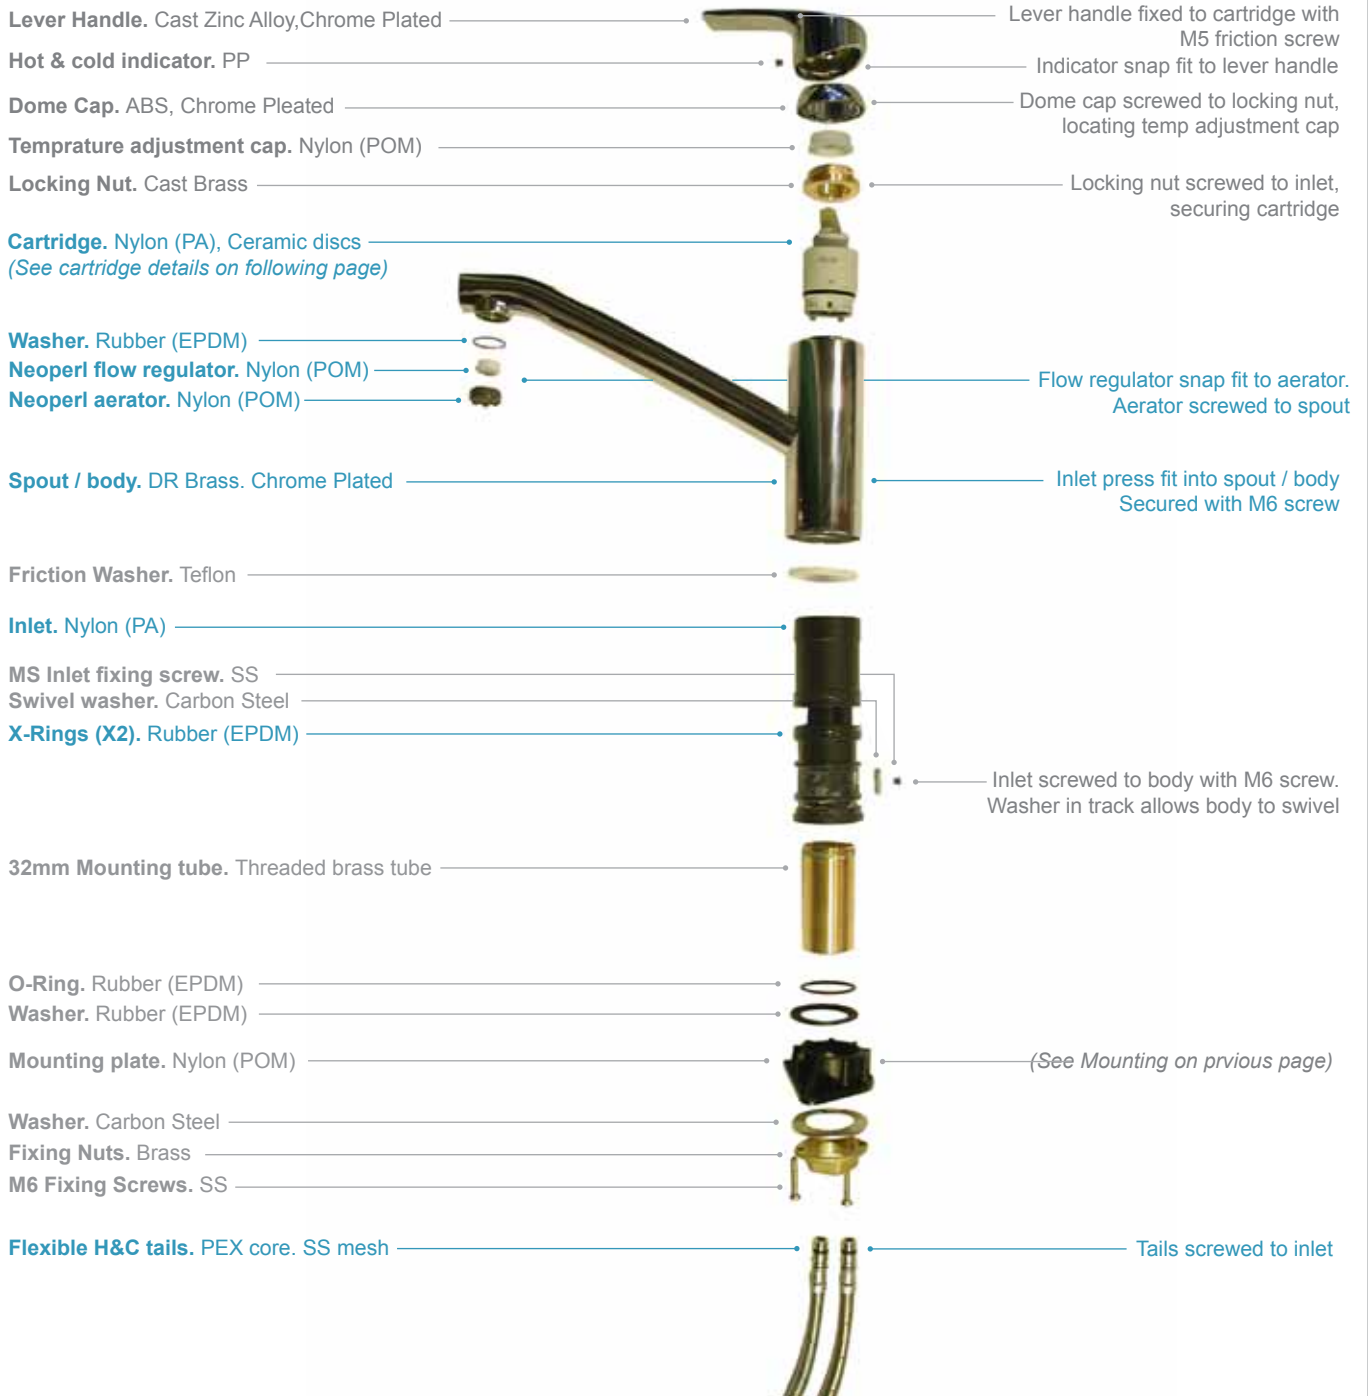 Lever Handle. Cast Zinc Alloy,Chrome Plated
Lever handle fixed to cartridge with
M5 friction screw
Hot & cold indicator. PP
Indicator snap fit to lever handle
Dome Cap. ABS, Chrome Pleated
Dome cap screwed to locking nut,
locating temp adjustment cap
Temprature adjustment cap. Nylon (POM)
Locking Nut. Cast Brass
Locking nut screwed to inlet,
securing cartridge
Cartridge. Nylon (PA), Ceramic discs
(See cartridge details on following page)
Washer. Rubber (EPDM)
Neoperl flow regulator. Nylon (POM)
Neoperl aerator. Nylon (POM)
Flow regulator snap fit to aerator.
Aerator screwed to spout
Spout / body. DR Brass. Chrome Plated
Inlet press fit into spout / body
Secured with M6 screw
Friction Washer. Teflon
Inlet. Nylon (PA)
MS Inlet fixing screw. SS
Swivel washer. Carbon Steel
X-Rings (X2). Rubber (EPDM)
Inlet screwed to body with M6 screw.
Washer in track allows body to swivel
32mm Mounting tube. Threaded brass tube
O-Ring. Rubber (EPDM)
Washer. Rubber (EPDM)
Mounting plate. Nylon (POM)
(See Mounting on prvious page)
Washer. Carbon Steel
Fixing Nuts. Brass
M6 Fixing Screws. SS
Flexible H&C tails. PEX core. SS mesh
Tails screwed to inlet